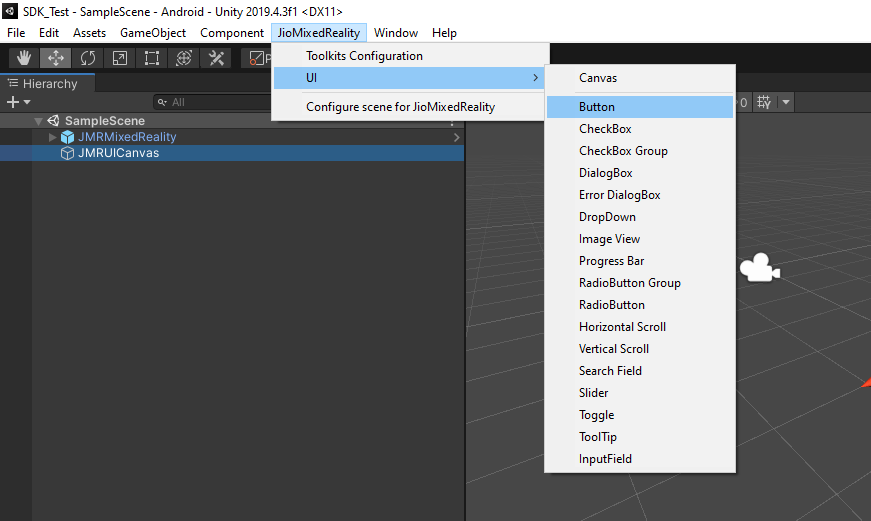 SDK_Test - SampleScene - Android - Unity 2019.4.3f1 <DX11>
File Edit Assets GameObject Component JioMixedReality Window Help
Toolkits Configuration
UI
Configure scene for JioMixedReality
Canvas
Button
CheckBox
CheckBox Group
DialogBox
Error DialogBox
DropDown
Image View
Progress Bar
RadioButton Group
RadioButton
Horizontal Scroll
Vertical Scroll
Search Field
Slider
Toggle
ToolTip
InputField
P
0
Hierarchy
All
SampleScene
JMRMixedReality
JMRUICanvas